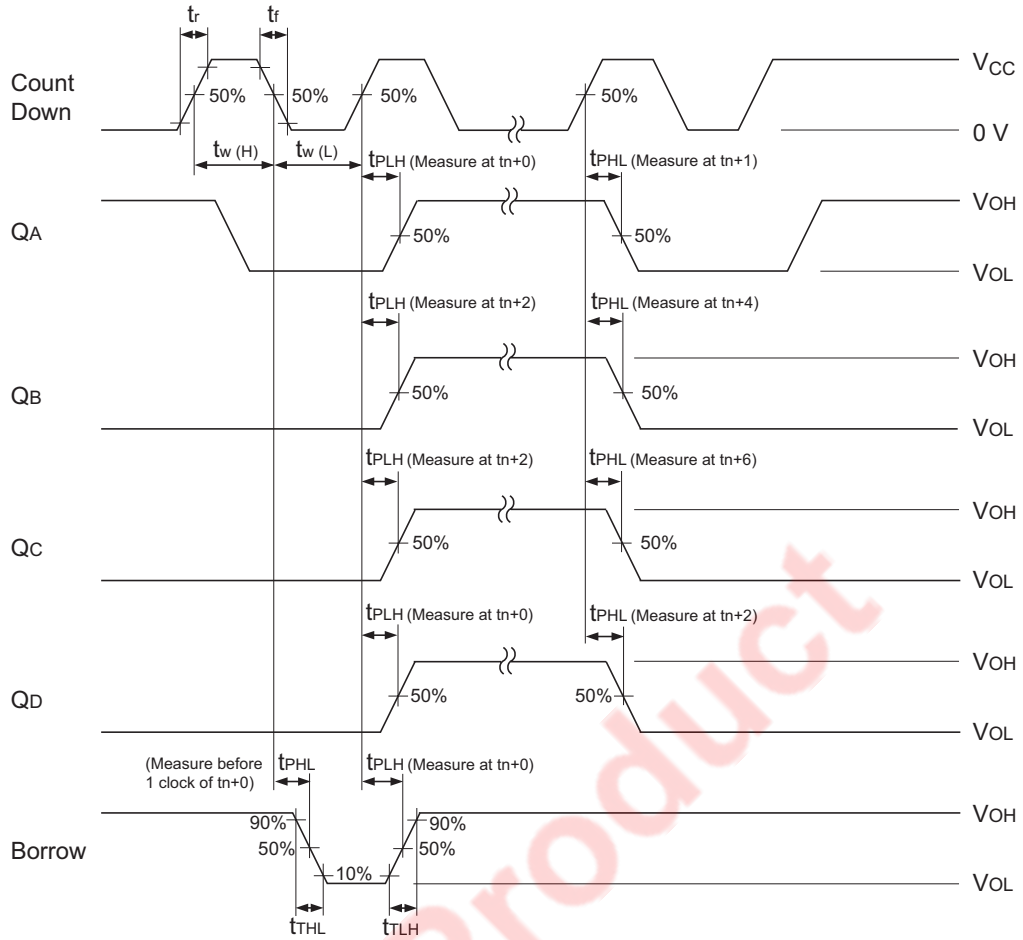 tr
tf
Count
Down
50%
50%
50%
50%
VCC
0 V
tw (H)
tw (L)
tPLH (Measure at tn+0)
tPHL (Measure at tn+1)
QA
50%
50%
VOH
VOL
tPLH (Measure at tn+2)
tPHL (Measure at tn+4)
QB
50%
50%
VOH
VOL
tPLH (Measure at tn+2)
tPHL (Measure at tn+6)
QC
50%
50%
VOH
VOL
tPLH (Measure at tn+0)
tPHL (Measure at tn+2)
QD
50%
50%
VOH
VOL
(Measure before
1 clock of tn+0)
tPHL
tPLH (Measure at tn+0)
Borrow
90%
50%
10%
90%
50%
VOH
VOL
tTHL
tTLH
Product